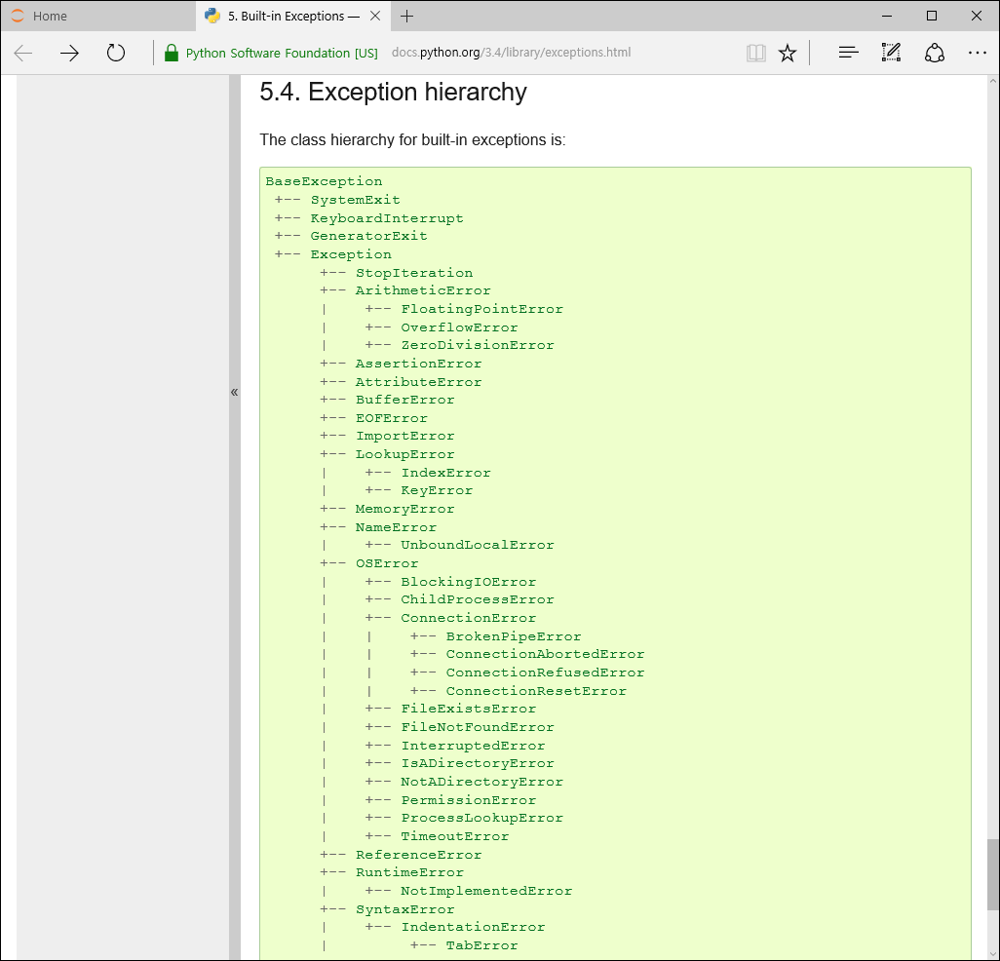 Home
5. Built-in Exceptions —
Python Software Foundation [US] docs.python.org/3.4/library/exceptions.html
5.4. Exception hierarchy
The class hierarchy for built-in exceptions is:
BaseException
 +-- SystemExit
 +-- KeyboardInterrupt
 +-- GeneratorExit
 +-- Exception
      +-- StopIteration
      +-- ArithmeticError
      |    +-- FloatingPointError
      |    +-- OverflowError
      |    +-- ZeroDivisionError
      +-- AssertionError
      +-- AttributeError
      +-- BufferError
      +-- EOFError
      +-- ImportError
      +-- LookupError
      |    +-- IndexError
      |    +-- KeyError
      +-- MemoryError
      +-- NameError
      |    +-- UnboundLocalError
      +-- OSError
      |    +-- BlockingIOError
      |    +-- ChildProcessError
      |    +-- ConnectionError
      |    |    +-- BrokenPipeError
      |    |    +-- ConnectionAbortedError
      |    |    +-- ConnectionRefusedError
      |    |    +-- ConnectionResetError
      |    +-- FileExistsError
      |    +-- FileNotFoundError
      |    +-- InterruptedError
      |    +-- IsADirectoryError
      |    +-- NotADirectoryError
      |    +-- PermissionError
      |    +-- ProcessLookupError
      |    +-- TimeoutError
      +-- ReferenceError
      +-- RuntimeError
      |    +-- NotImplementedError
      +-- SyntaxError
      |    +-- IndentationError
      |         +-- TabError
«